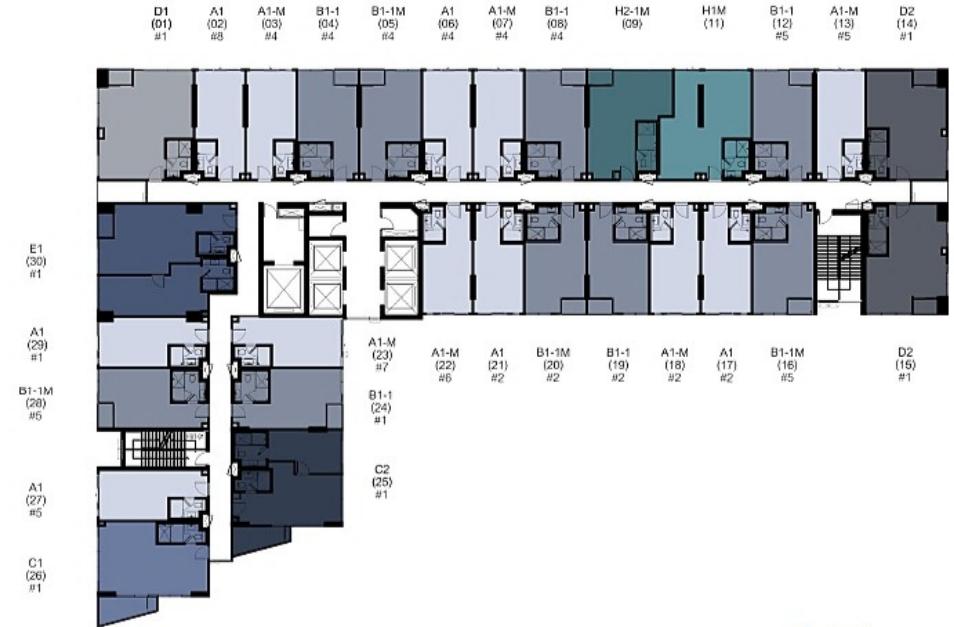 D1
(01)
#1
A1
(02)
#8
A1-M
(03)
#4
B1-1
(04)
#4
B1-1M
(05)
#4
A1
(06)
#4
A1-M
(07)
#4
B1-1
(08)
#4
H2-1M
(09)
H1M
(11)
B1-1
(12)
#5
A1-M
(13)
#5
D2
(14)
#1
E1
(30)
#1
A1
(29)
#1
B1-1M
(28)
#5
A1
(27)
#5
C1
(26)
#1
A1-M
(23)
#7
B1-1
(24)
#1
C2
(25)
#1
A1-M
(22)
#6
A1
(21)
#2
B1-1M
(20)
#2
B1-1
(19)
#2
A1-M
(18)
#2
A1
(17)
#2
B1-1M
(16)
#5
D2
(15)
#1